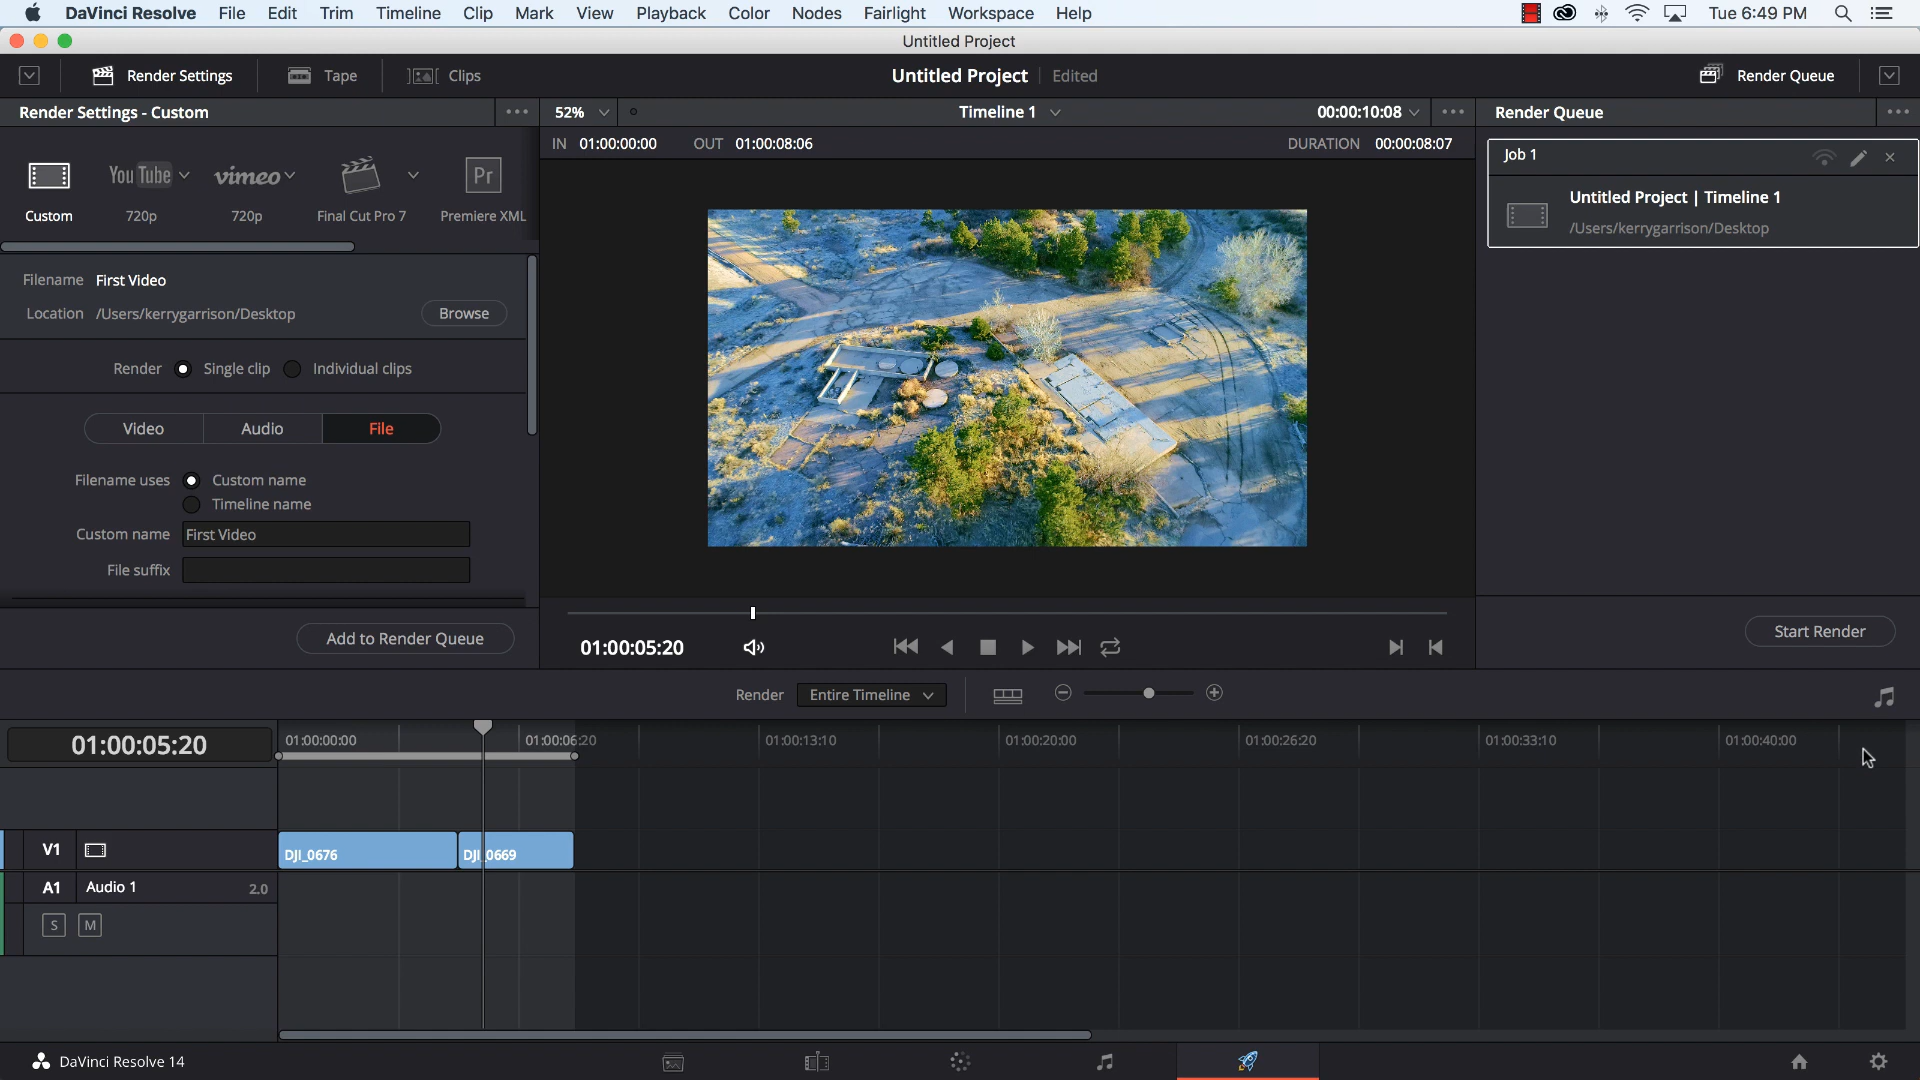 DaVinci Resolve File Edit Trim Timeline Clip Mark View Playback Color Nodes Fairlight Workspace Help Tue 6:49 PM
Untitled Project
Render Settings Tape Clips Untitled Project Edited Render Queue
Render Settings - Custom 52% Timeline 1 00:00:10:08 Render Queue
IN 01:00:00:00 OUT 01:00:08:06 DURATION 00:00:08:07
Job 1
You Tube vimeo Pr
Custom 720p 720p Final Cut Pro 7 Premiere XML
Untitled Project | Timeline 1
/Users/kerrygarrison/Desktop
Filename First Video
Location /Users/kerrygarrison/Desktop Browse
Render Single clip Individual clips
Video Audio File
Filename uses Custom name
Timeline name
Custom name First Video
File suffix
Add to Render Queue
01:00:05:20
Start Render
Render Entire Timeline
01:00:05:20 01:00:00:00 01:00:06:20 01:00:13:10 01:00:20:00 01:00:26:20 01:00:33:10 01:00:40:00
V1 DJI_0676 DJI_0669
A1 Audio 1 2.0
S M
DaVinci Resolve 14